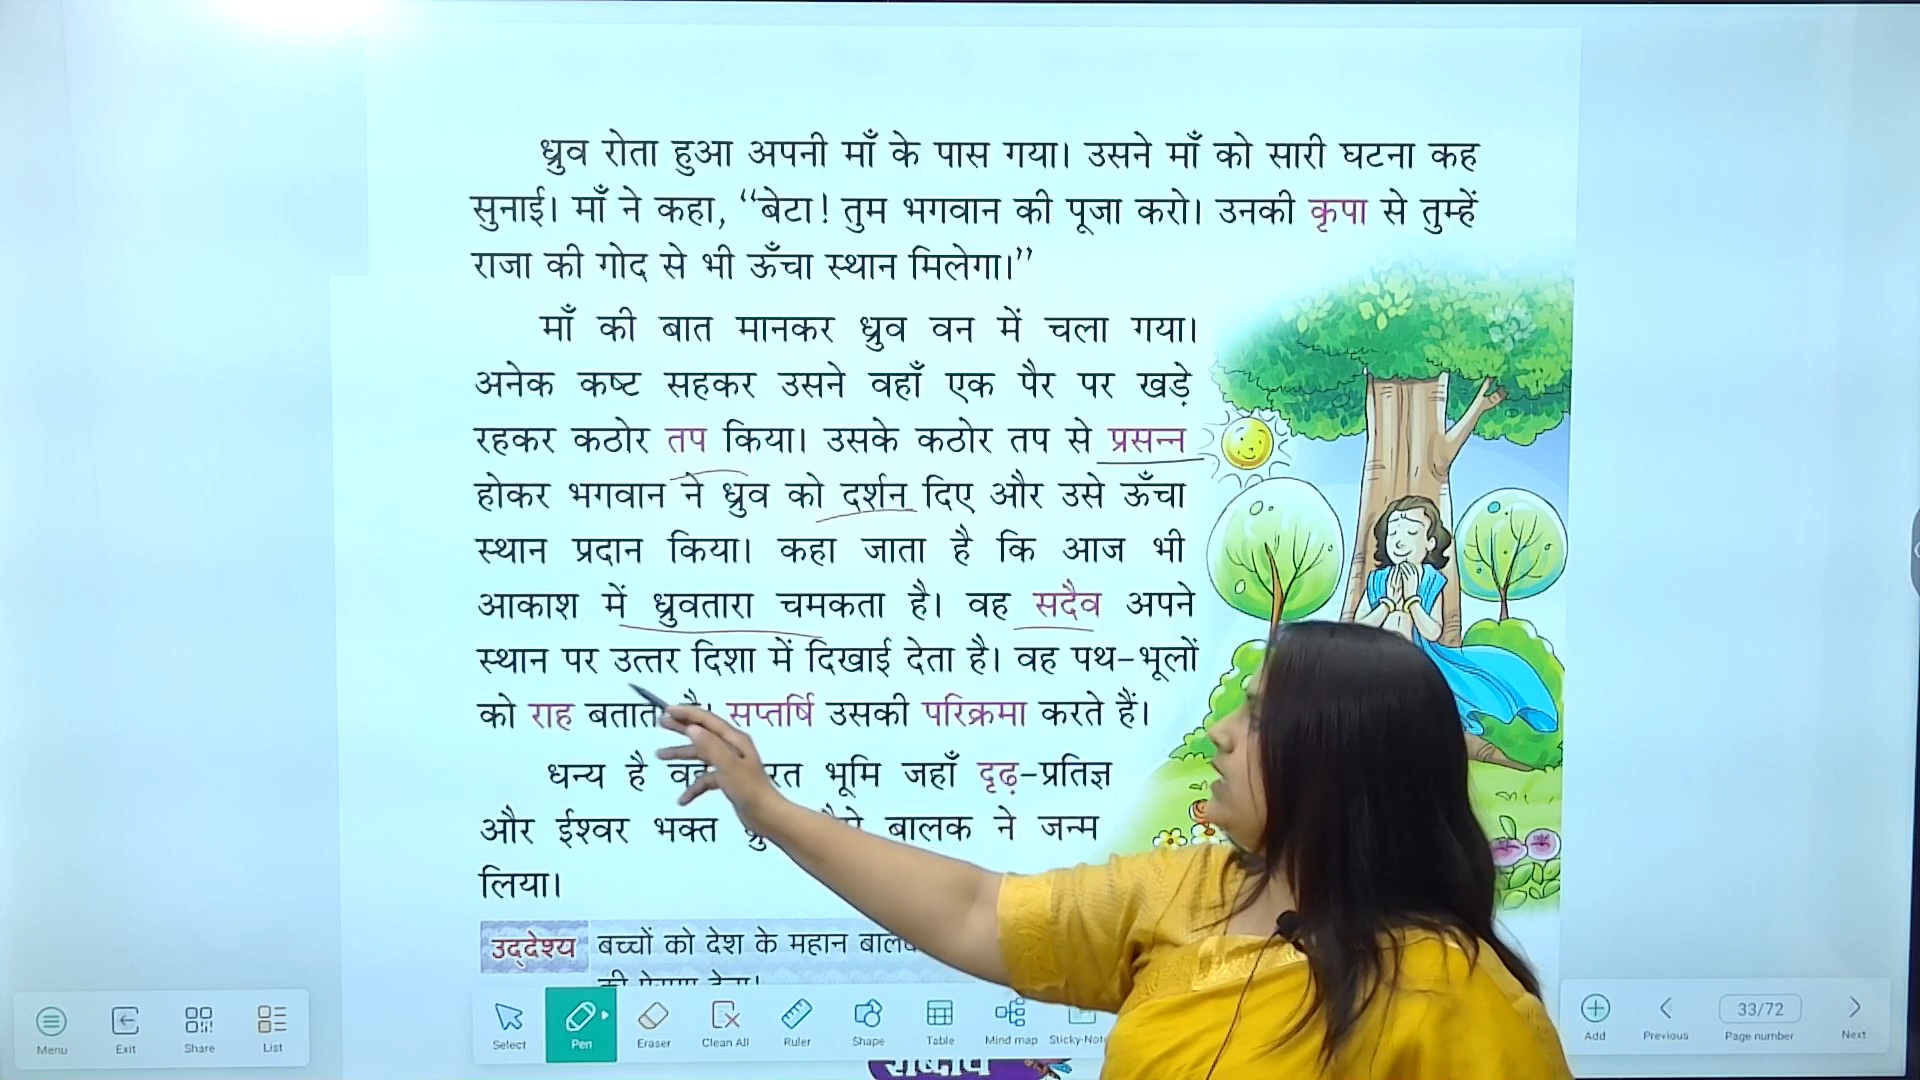 ध्रुव रोता हुआ अपनी माँ के पास गया। उसने माँ को सारी घटना कह
सुनाई। माँ ने कहा, “बेटा! तुम भगवान की पूजा करो। उनकी कृपा से तुम्हें
राजा की गोद से भी ऊँचा स्थान मिलेगा।”
माँ की बात मानकर ध्रुव वन में चला गया।
अनेक कष्ट सहकर उसने वहाँ एक पैर पर खड़े
रहकर कठोर तप किया। उसके कठोर तप से प्रसन्न
होकर भगवान ने ध्रुव को दर्शन दिए और उसे ऊँचा
स्थान प्रदान किया। कहा जाता है कि आज भी
आकाश में ध्रुवतारा चमकता है। वह सदैव अपने
स्थान पर उत्तर दिशा में दिखाई देता है। वह पथ-भूलों
को राह सप्तर्षि उसकी परिक्रमा करते हैं।
धन्य है भूमि जहाँ दृढ़-प्रतिज्ञ
और ईश्वर भक्त बालक ने जन्म
लिया।
उद्देश्य बच्चों को देश के महान
Menu Exit Share List Select Pen Eraser Clean All Ruler Shape Table Mind map Add Previous 33/72 Page number Next